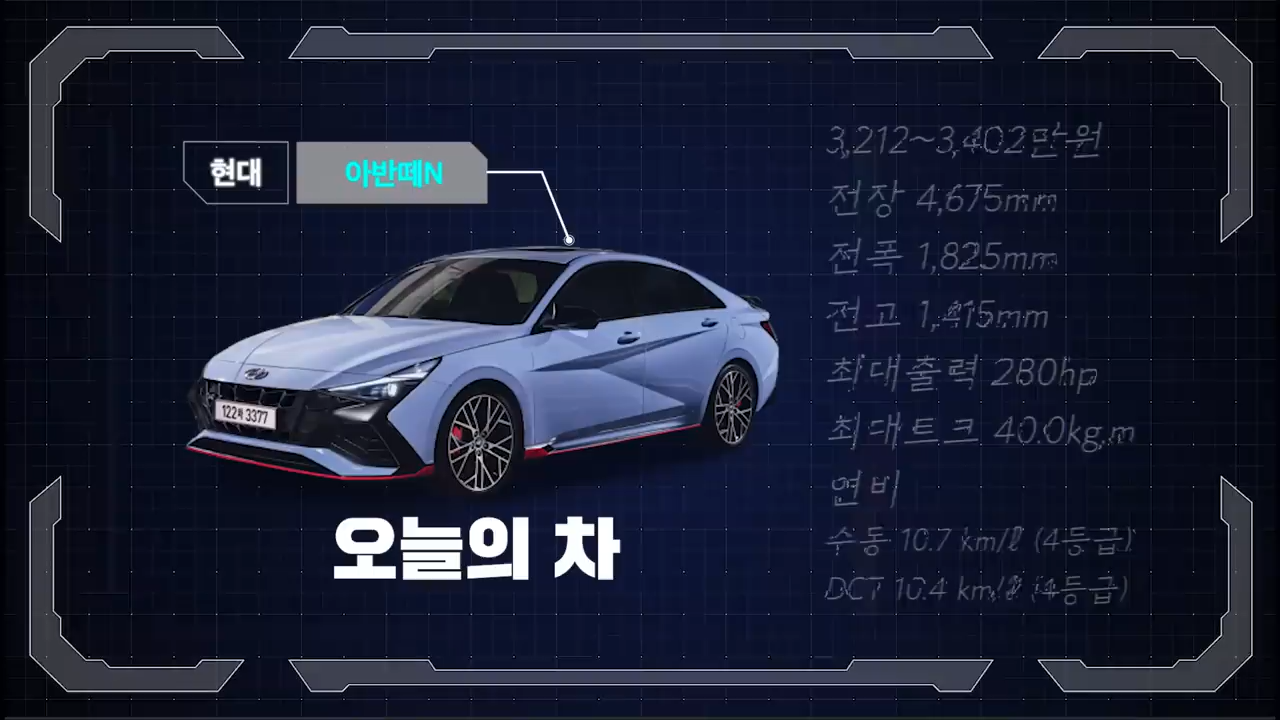 현대
아반떼N
122락 3377
오늘의 차
3,212~3,402만원
전장 4,675mm
전폭 1,825mm
전고 1,415mm
최대출력 280hp
최대트크 40.0kg.m
연비
수동 10.7 km/ℓ (4등급)
DCT 10.4 km/ℓ (4등급)